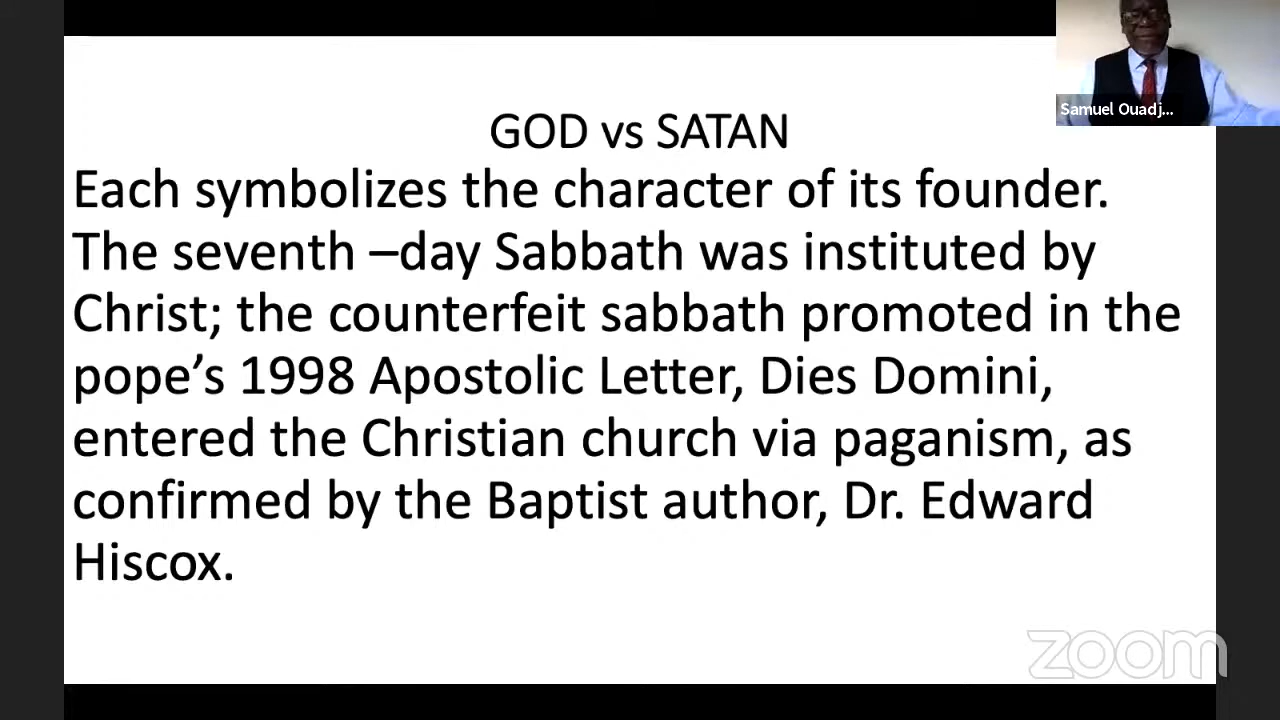 Samuel Ouadj...
GOD vs SATAN
Each symbolizes the character of its founder.
The seventh –day Sabbath was instituted by
Christ; the counterfeit sabbath promoted in the
pope’s 1998 Apostolic Letter, Dies Domini,
entered the Christian church via paganism, as
confirmed by the Baptist author, Dr. Edward
Hiscox.
zoom